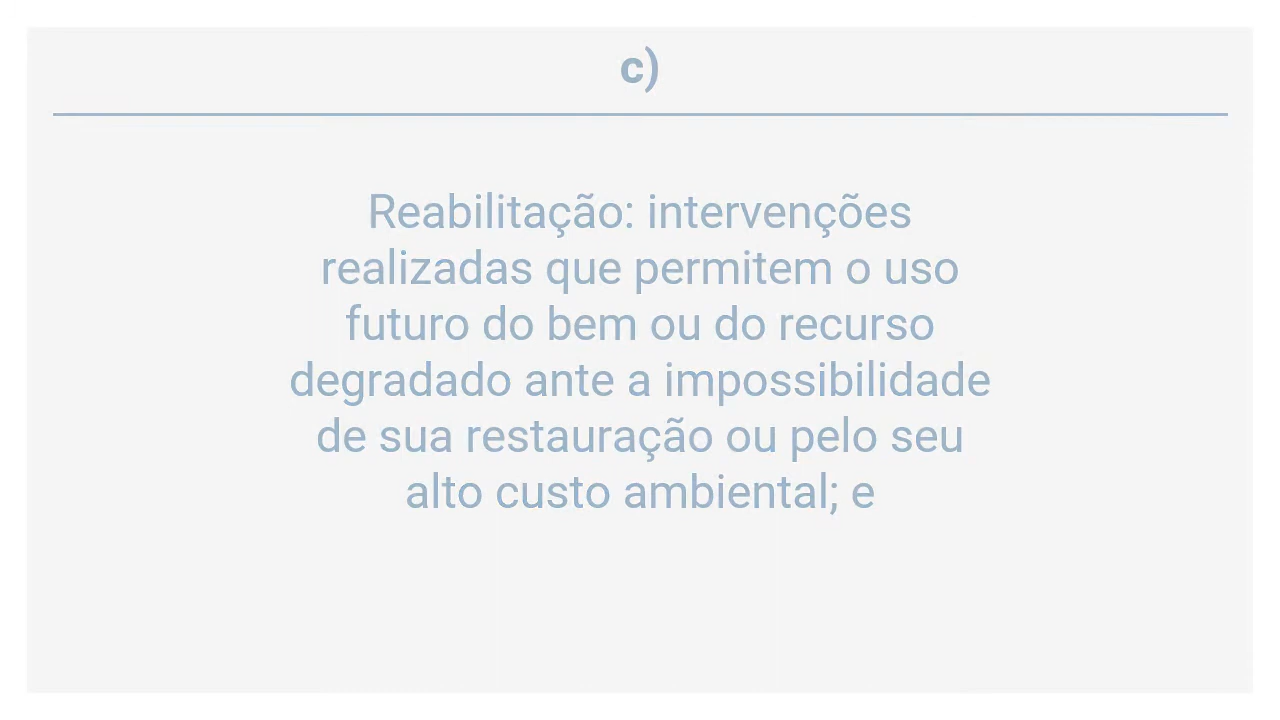 c)
Reabilitação: intervenções
realizadas que permitem o uso
futuro do bem ou do recurso
degradado ante a impossibilidade
de sua restauração ou pelo seu
alto custo ambiental; e